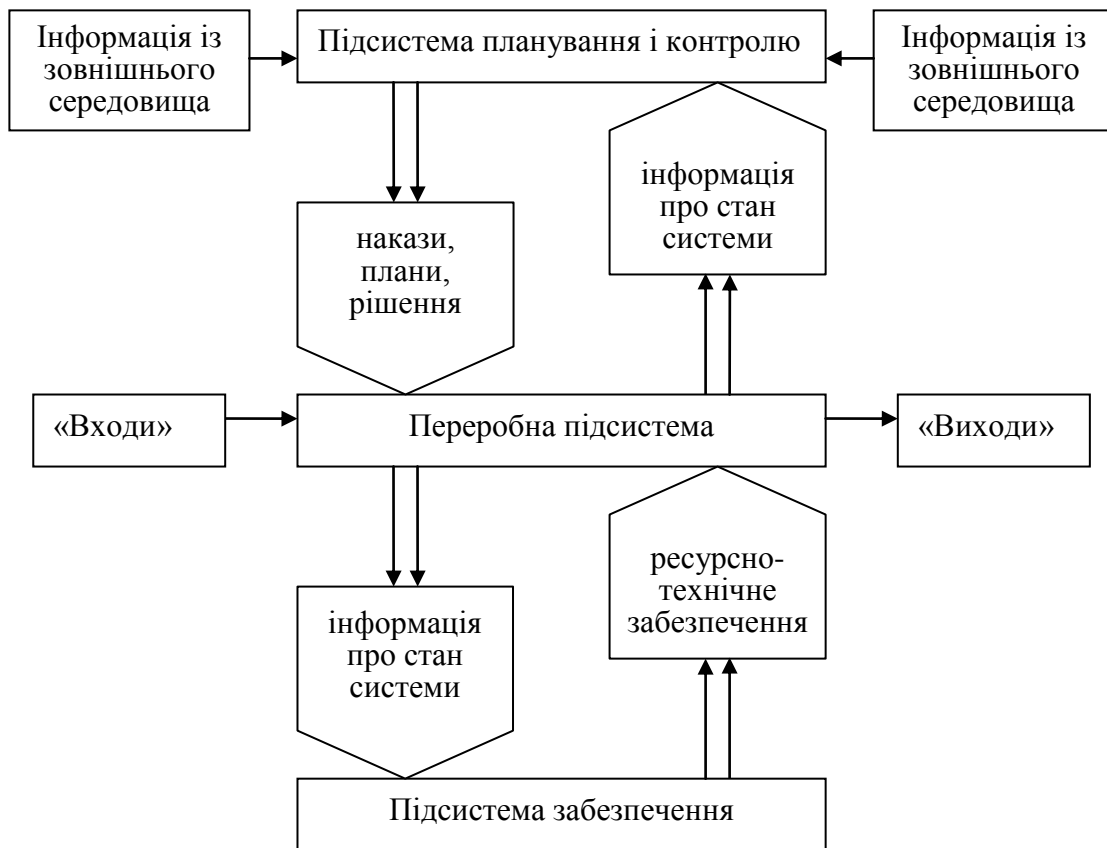 Інформація із
зовнішнього
середовища
Підсистема планування і контролю
Інформація із
зовнішнього
середовища
накази,
плани,
рішення
інформація
про стан
системи
«Входи»
Переробна підсистема
«Виходи»
інформація
про стан
системи
ресурсно-
технічне
забезпечення
Підсистема забезпечення